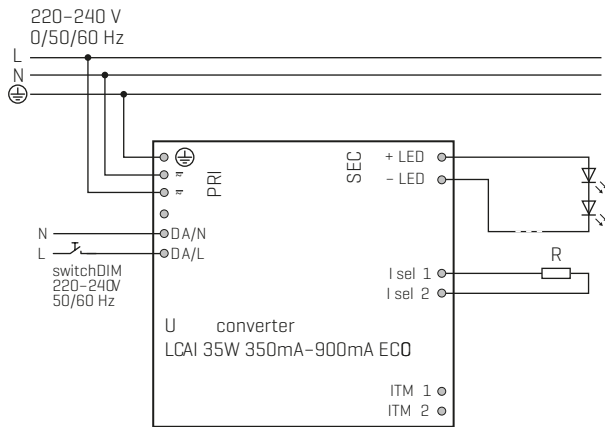 220–240 V
0/50/60 Hz
L
N
PRI
SEC
+ LED
– LED
N
DA/N
L
DA/L
switchDIM
220–240V
50/60 Hz
I sel 1
I sel 2
R
U converter
LCAI 35W 350mA–900mA ECO
ITM 1
ITM 2